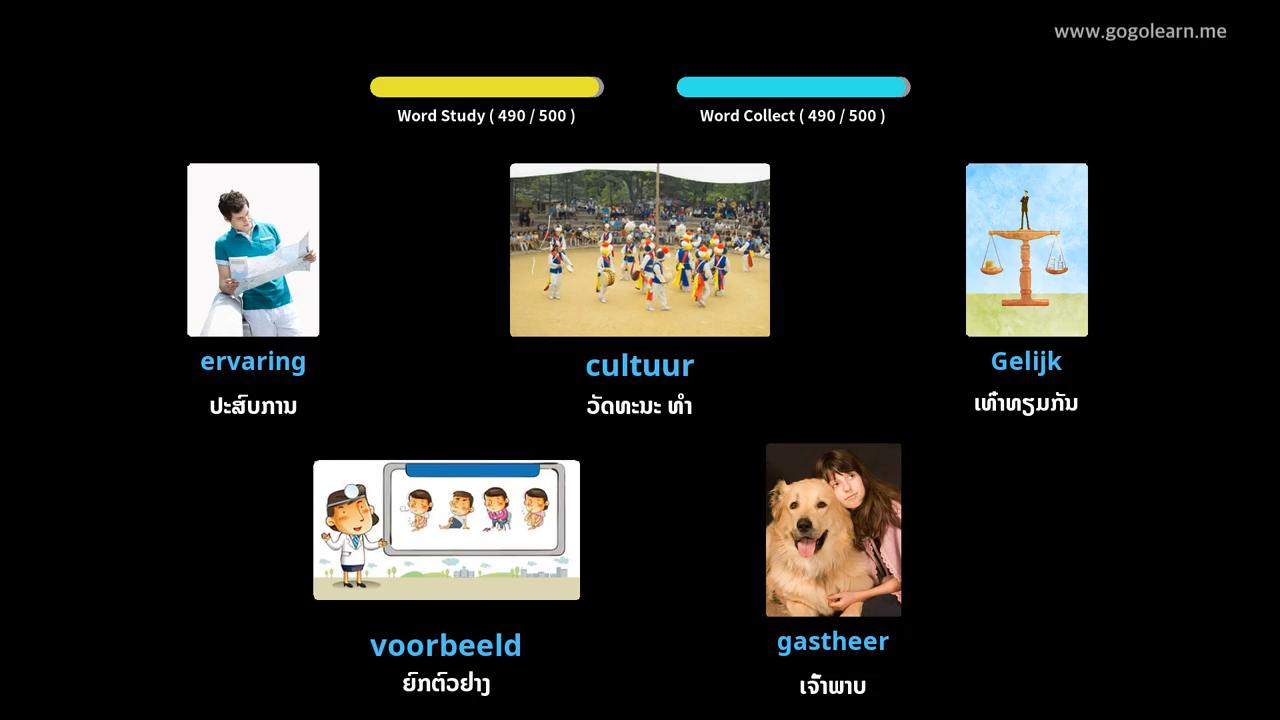 www.gogolearn.me
Word Study ( 490 / 500 )
Word Collect ( 490 / 500 )
ervaring
ປະສົບການ
cultuur
ວັດທະນະ ທຳ
Gelijk
ເທົ່າທຽມກັນ
voorbeeld
ຍົກຕົວຢ່າງ
gastheer
ເຈົ້າພາບ